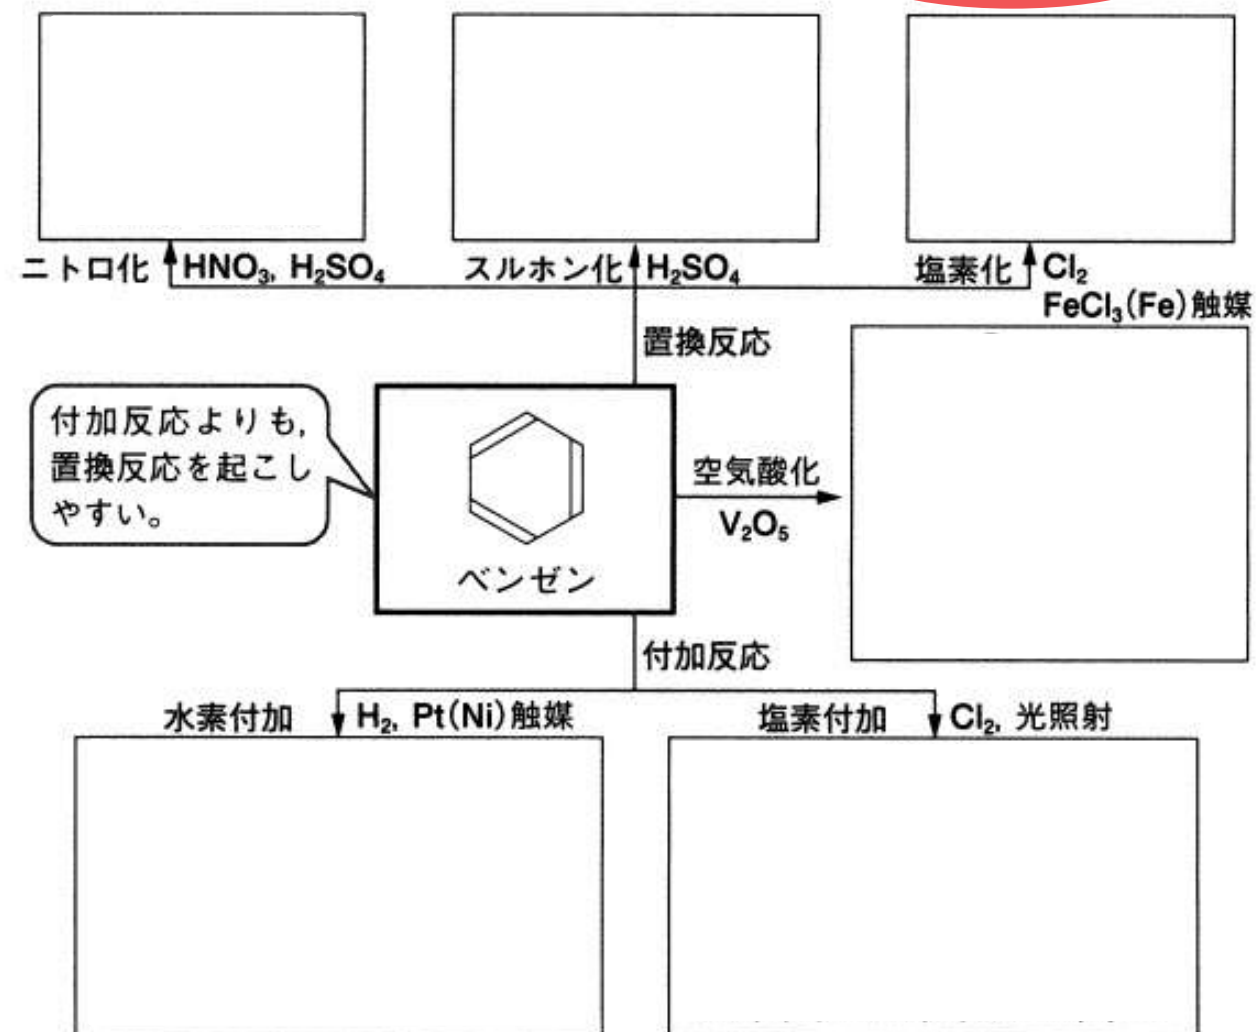 ニトロ化 HNO₃, H₂SO₄
スルホン化 H₂SO₄
塩素化 Cl₂
FeCl₃(Fe)触媒
置換反応
付加反応よりも,
置換反応を起こし
やすい。
ベンゼン
空気酸化
V₂O₅
付加反応
水素付加 H₂, Pt(Ni)触媒
塩素付加 Cl₂, 光照射